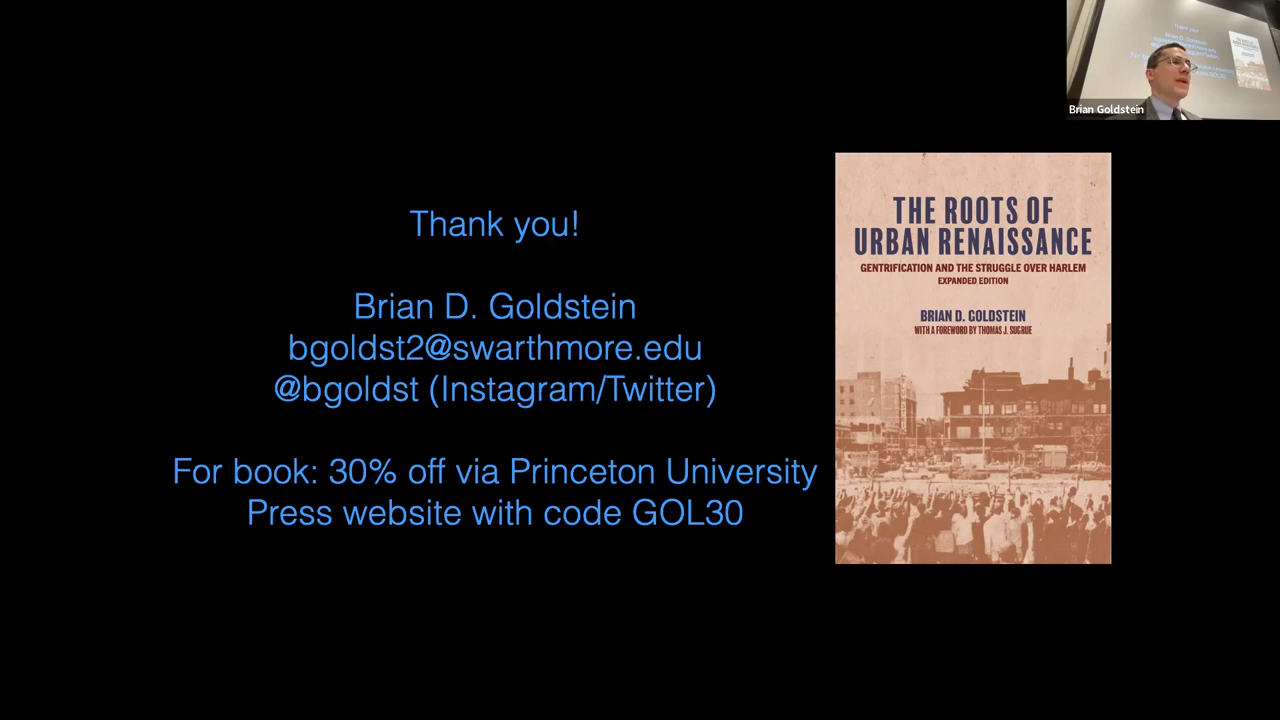 Thank you!
Brian D. Goldstein
bgoldst2@swarthmore.edu
@bgoldst (Instagram/Twitter)
For book: 30% off via Princeton University
Press website with code GOL30
THE ROOTS OF
URBAN RENAISSANCE
GENTRIFICATION AND THE STRUGGLE OVER HARLEM
EXPANDED EDITION
BRIAN D. GOLDSTEIN
WITH A FOREWORD BY THOMAS J. SUGRUE
Brian Goldstein